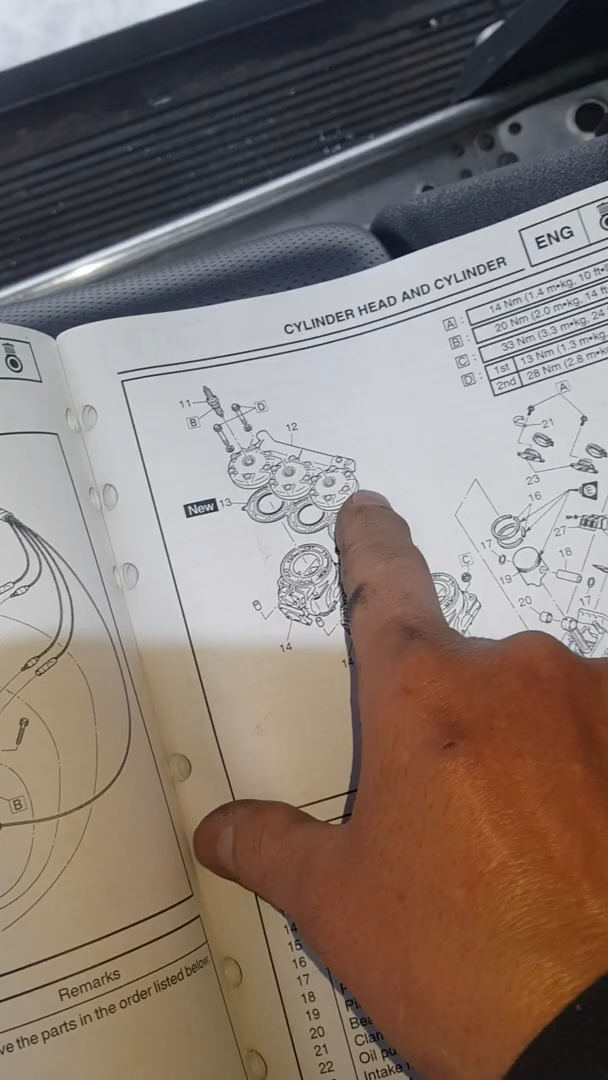 CYLINDER HEAD AND CYLINDER
ENG
A : 14 Nm (1.4 m•kg, 10 ft•
B : 20 Nm (2.0 m•kg, 14 ft
C : 33 Nm (3.3 m•kg, 24
D : 1st 13 Nm (1.3 m•kg,
2nd 28 Nm (2.8 m•k
A
11
B
D
12
21
23
New 13
16
27
17
C
18
19
17
20
14
14
B
Remarks
ve the parts in the order listed below.
14
15
16
17
18
19
20
21 Clan
22 Oil pu
Intake